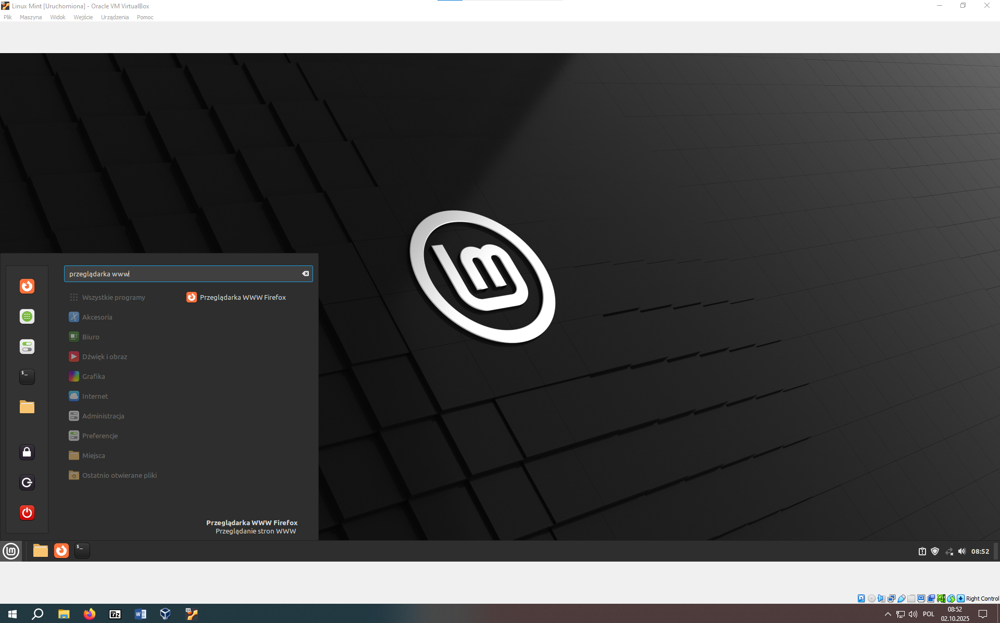 Linux Mint [Uruchomiona] - Oracle VM VirtualBox
Plik Maszyna Widok Wejście Urządzenia Pomoc
przeglądarka www
Wszystkie programy
Przeglądarka WWW Firefox
Akcesoria
Biuro
Dźwięk i obraz
Grafika
Internet
Administracja
Preferencje
Miejsca
Ostatnio otwierane pliki
Przeglądarka WWW Firefox
Przeglądanie stron WWW
08:52
Right Control
POL
08:52
02.10.2025